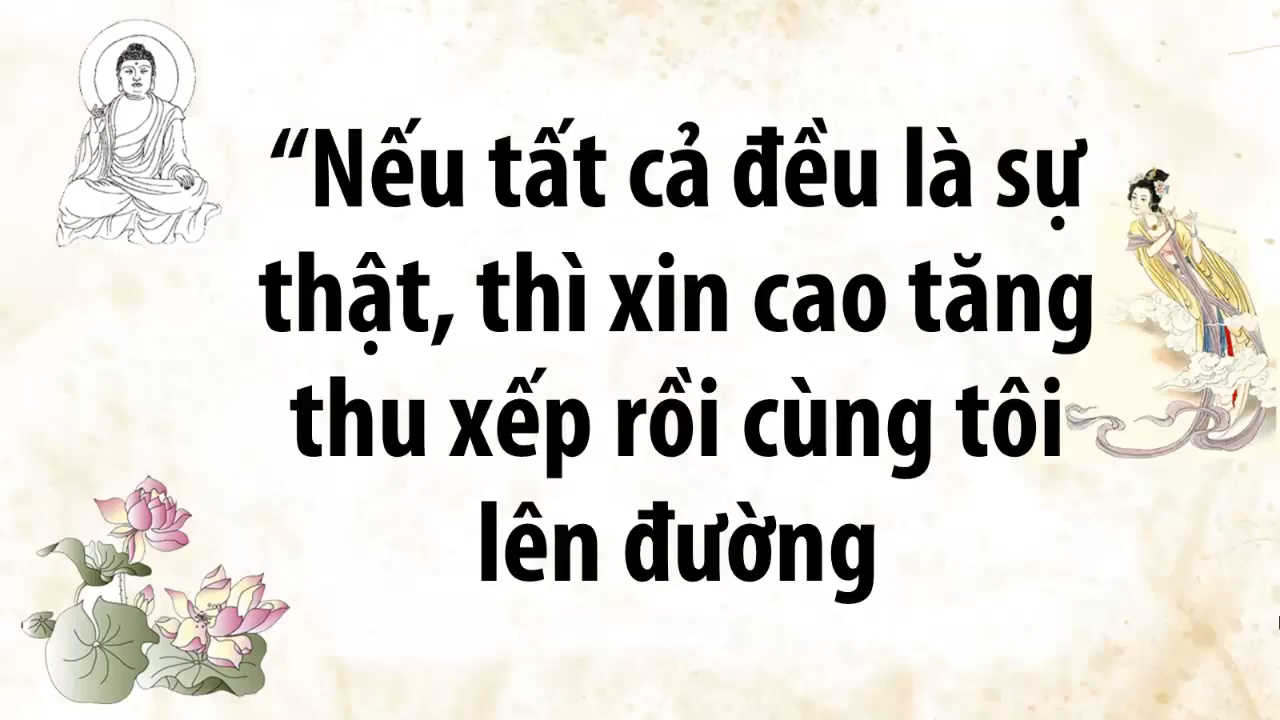 “Nếu tất cả đều là sự
thật, thì xin cao tăng
thu xếp rồi cùng tôi
lên đường